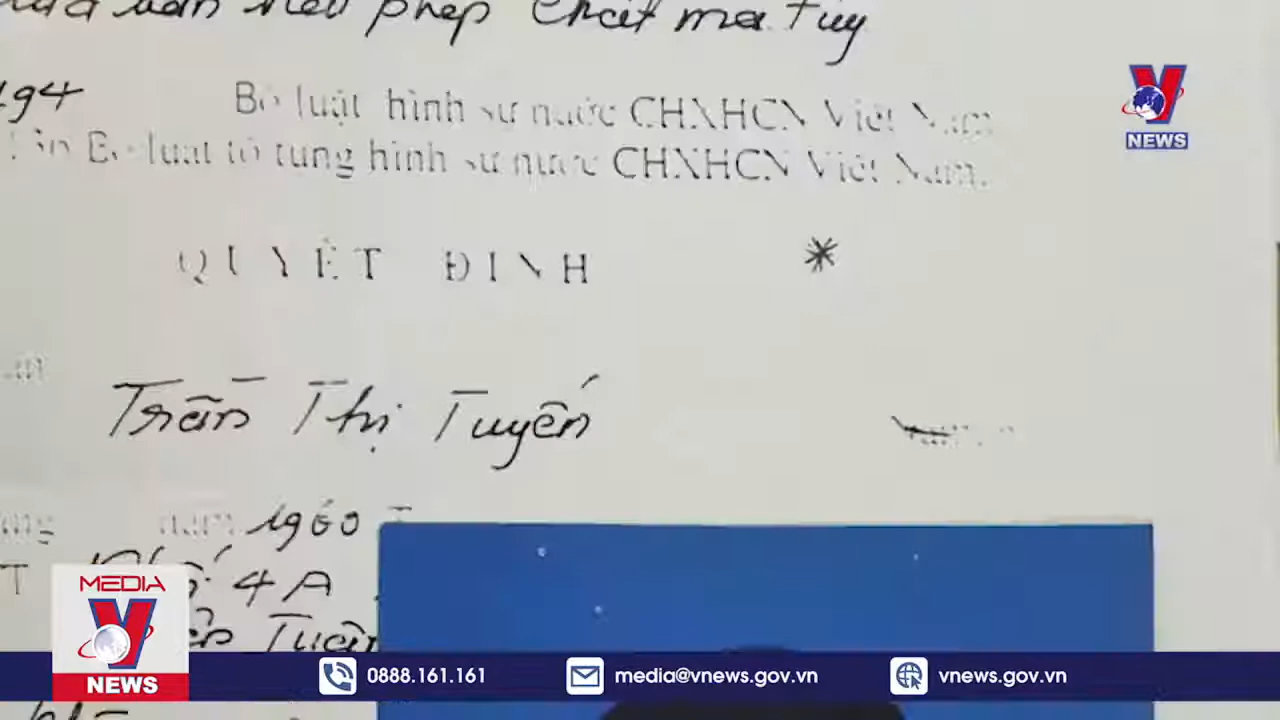 phép Chất ma túy
194 Bộ luật hình sự nước CHXHCN Việt Nam
Bộ luật tố tụng hình sự nước CHXHCN Việt Nam.
QUYẾT ĐỊNH
Trần Thị Tuyến
năm 1960
4A
MEDIA
V
NEWS
V
NEWS
0888.161.161
media@vnews.gov.vn
vnews.gov.vn